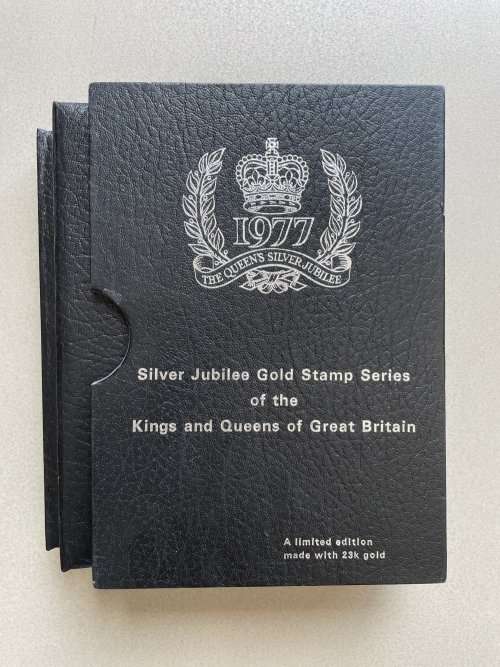 1977
THE QUEEN'S SILVER JUBILEE
Silver Jubilee Gold Stamp Series
of the
Kings and Queens of Great Britain
A limited edition
made with 23k gold